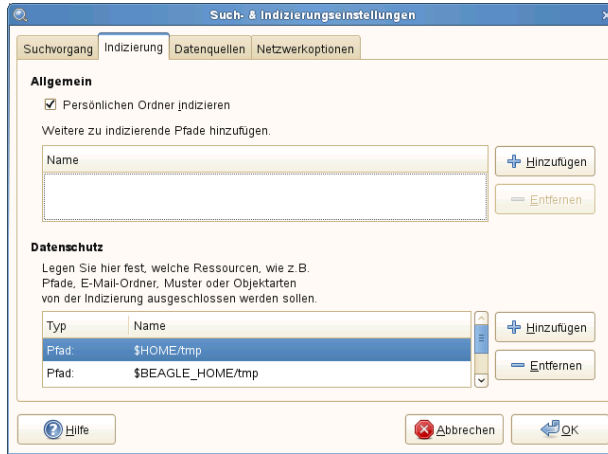 Such- & Indizierungseinstellungen
Suchvorgang Indizierung Datenquellen Netzwerkoptionen
Allgemein
Persönlichen Ordner indizieren
Weitere zu indizierende Pfade hinzufügen.
Name
Hinzufügen
Entfernen
Datenschutz
Legen Sie hier fest, welche Ressourcen, wie z.B.
Pfade, E-Mail-Ordner, Muster oder Objektarten
von der Indizierung ausgeschlossen werden sollen.
Typ Name
Pfad: $HOME/tmp
Pfad: $BEAGLE_HOME/tmp
Hinzufügen
Entfernen
Hilfe Abbrechen OK